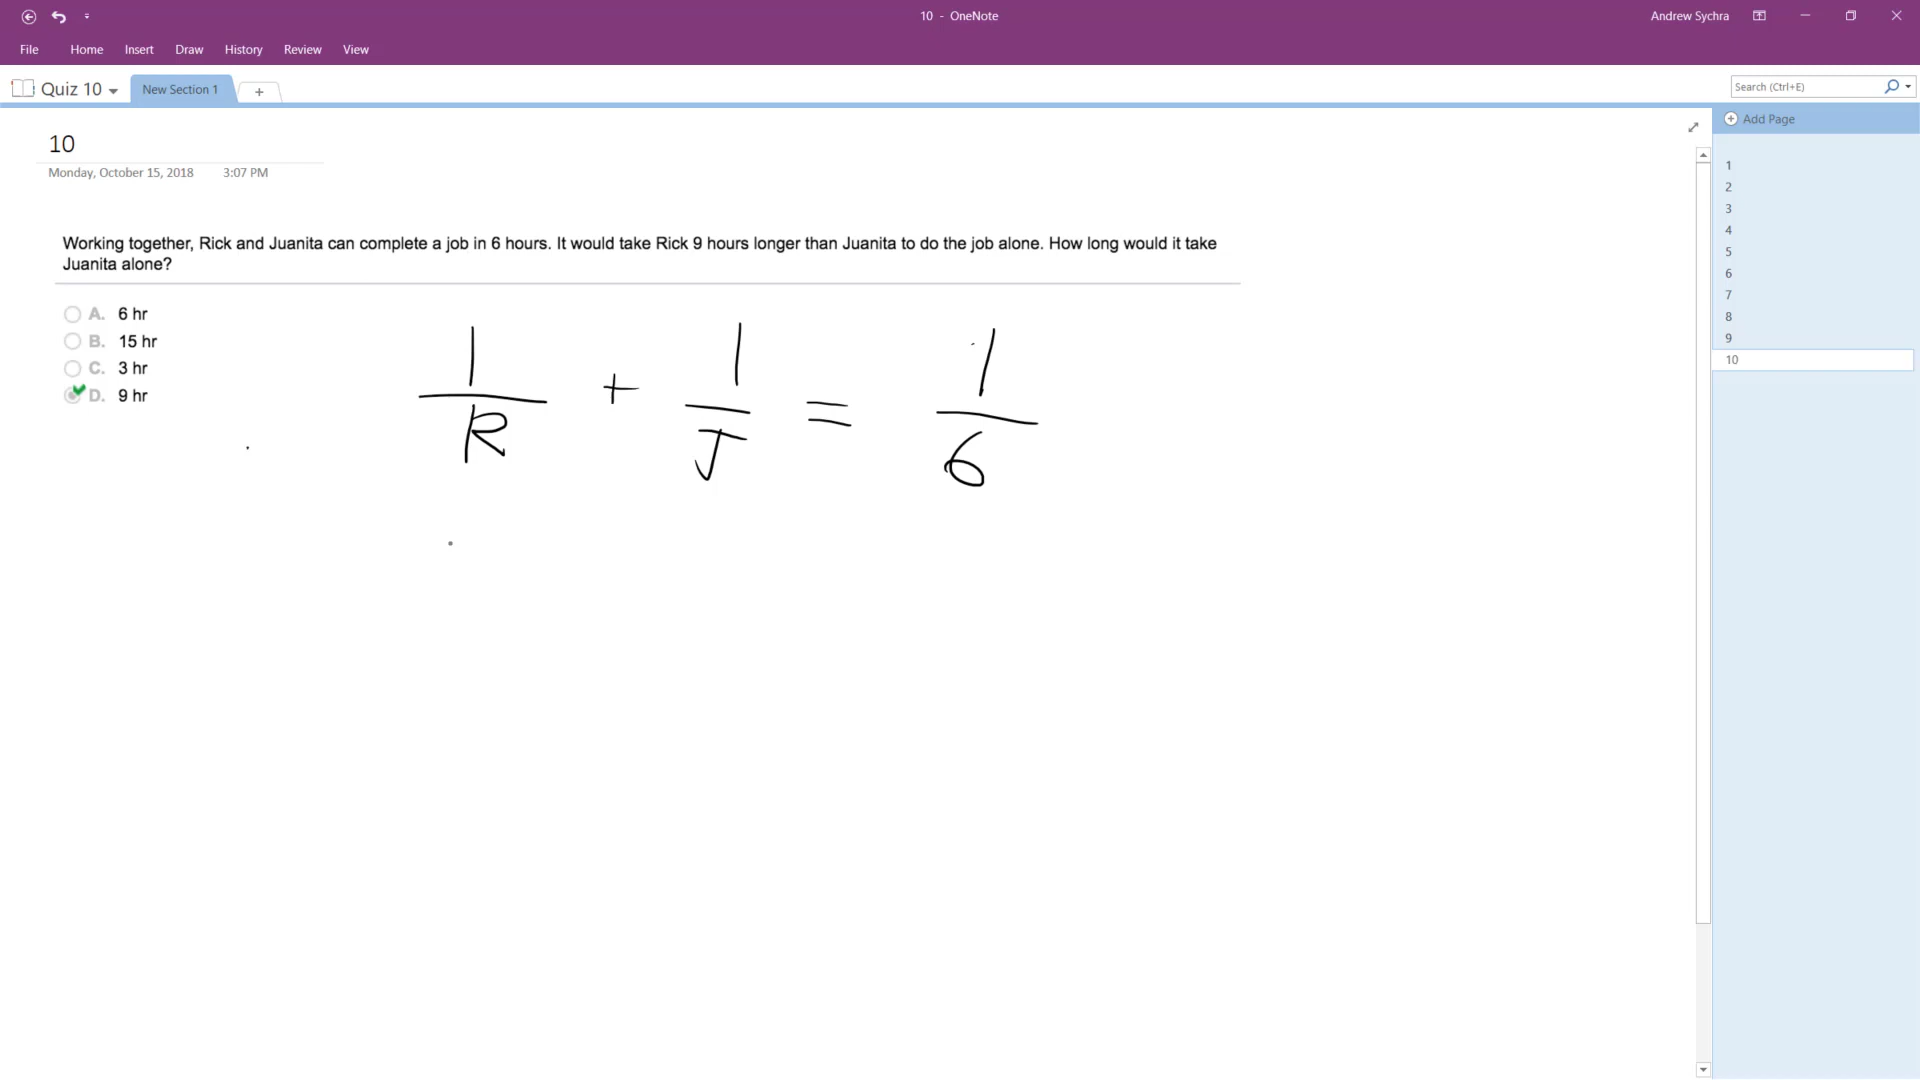 10 - OneNote
Andrew Sychra
File Home Insert Draw History Review View
Quiz 10 New Section 1 +
Search (Ctrl+E)
Add Page
10
Monday, October 15, 2018 3:07 PM
Working together, Rick and Juanita can complete a job in 6 hours. It would take Rick 9 hours longer than Juanita to do the job alone. How long would it take
Juanita alone?
A. 6 hr
B. 15 hr
C. 3 hr
D. 9 hr
1/R + 1/J = 1/6
1
2
3
4
5
6
7
8
9
10